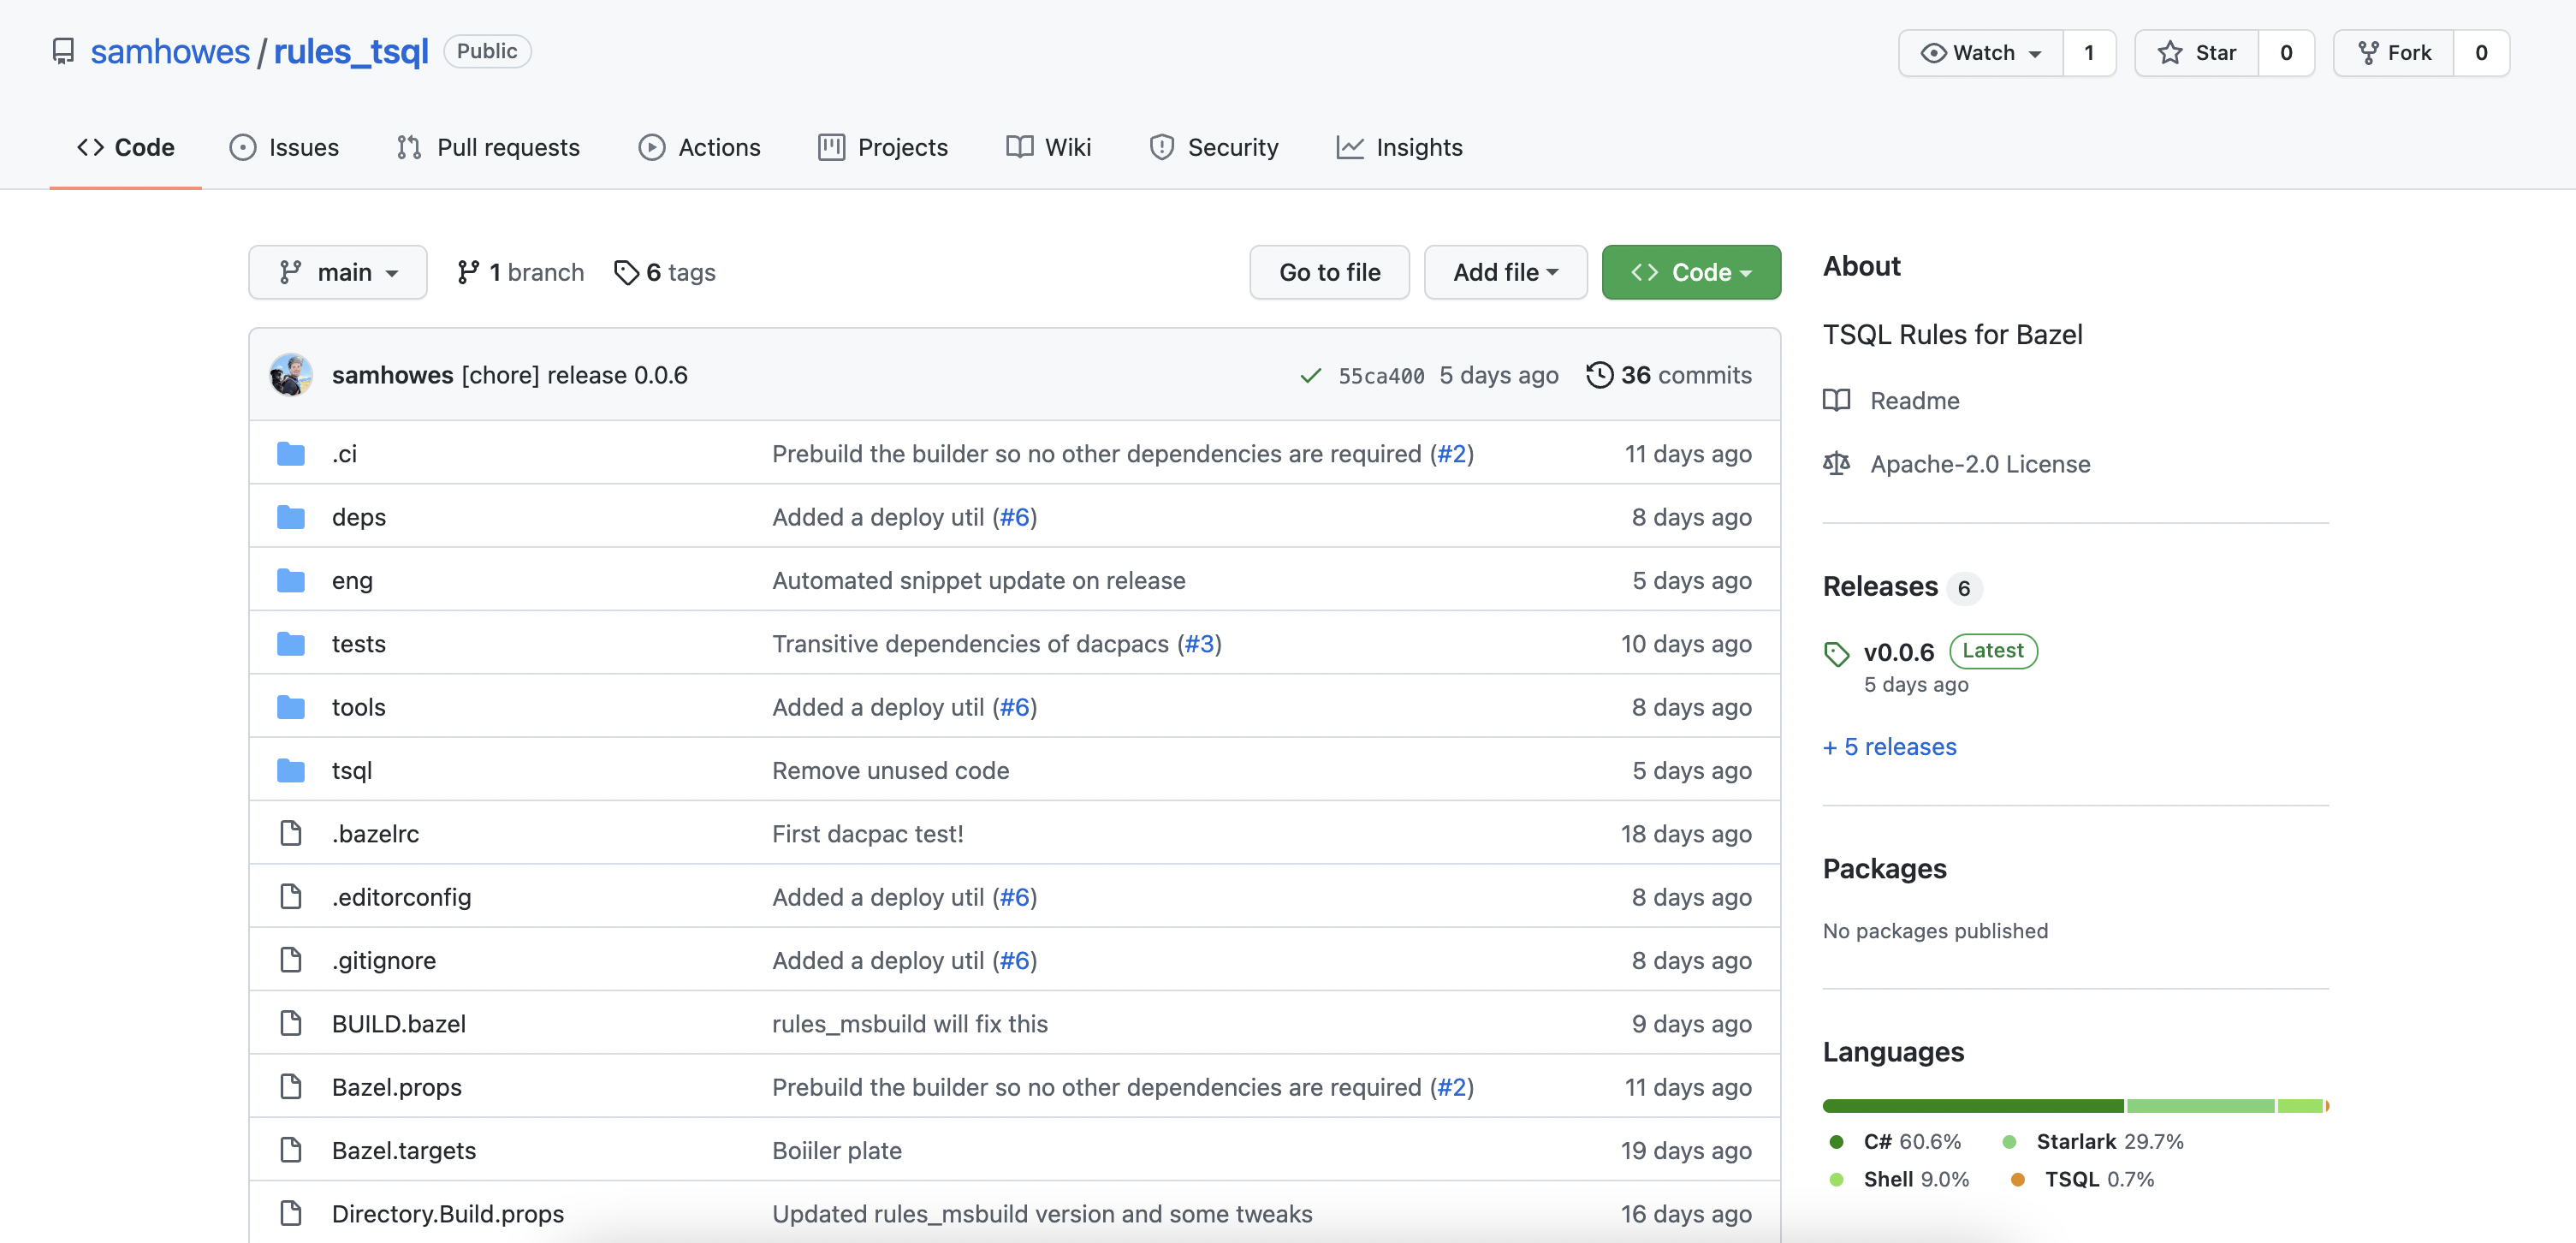 samhowes / rules_tsql Public
Watch 1 Star 0 Fork 0
Code Issues Pull requests Actions Projects Wiki Security Insights
main 1 branch 6 tags Go to file Add file Code
samhowes [chore] release 0.0.6 55ca400 5 days ago 36 commits
.ci Prebuild the builder so no other dependencies are required (#2) 11 days ago
deps Added a deploy util (#6) 8 days ago
eng Automated snippet update on release 5 days ago
tests Transitive dependencies of dacpacs (#3) 10 days ago
tools Added a deploy util (#6) 8 days ago
tsql Remove unused code 5 days ago
.bazelrc First dacpac test! 18 days ago
.editorconfig Added a deploy util (#6) 8 days ago
.gitignore Added a deploy util (#6) 8 days ago
BUILD.bazel rules_msbuild will fix this 9 days ago
Bazel.props Prebuild the builder so no other dependencies are required (#2) 11 days ago
Bazel.targets Boiiler plate 19 days ago
Directory.Build.props Updated rules_msbuild version and some tweaks 16 days ago
About
TSQL Rules for Bazel
Readme
Apache-2.0 License
Releases 6
v0.0.6 Latest
5 days ago
+ 5 releases
Packages
No packages published
Languages
C# 60.6% Starlark 29.7%
Shell 9.0% TSQL 0.7%